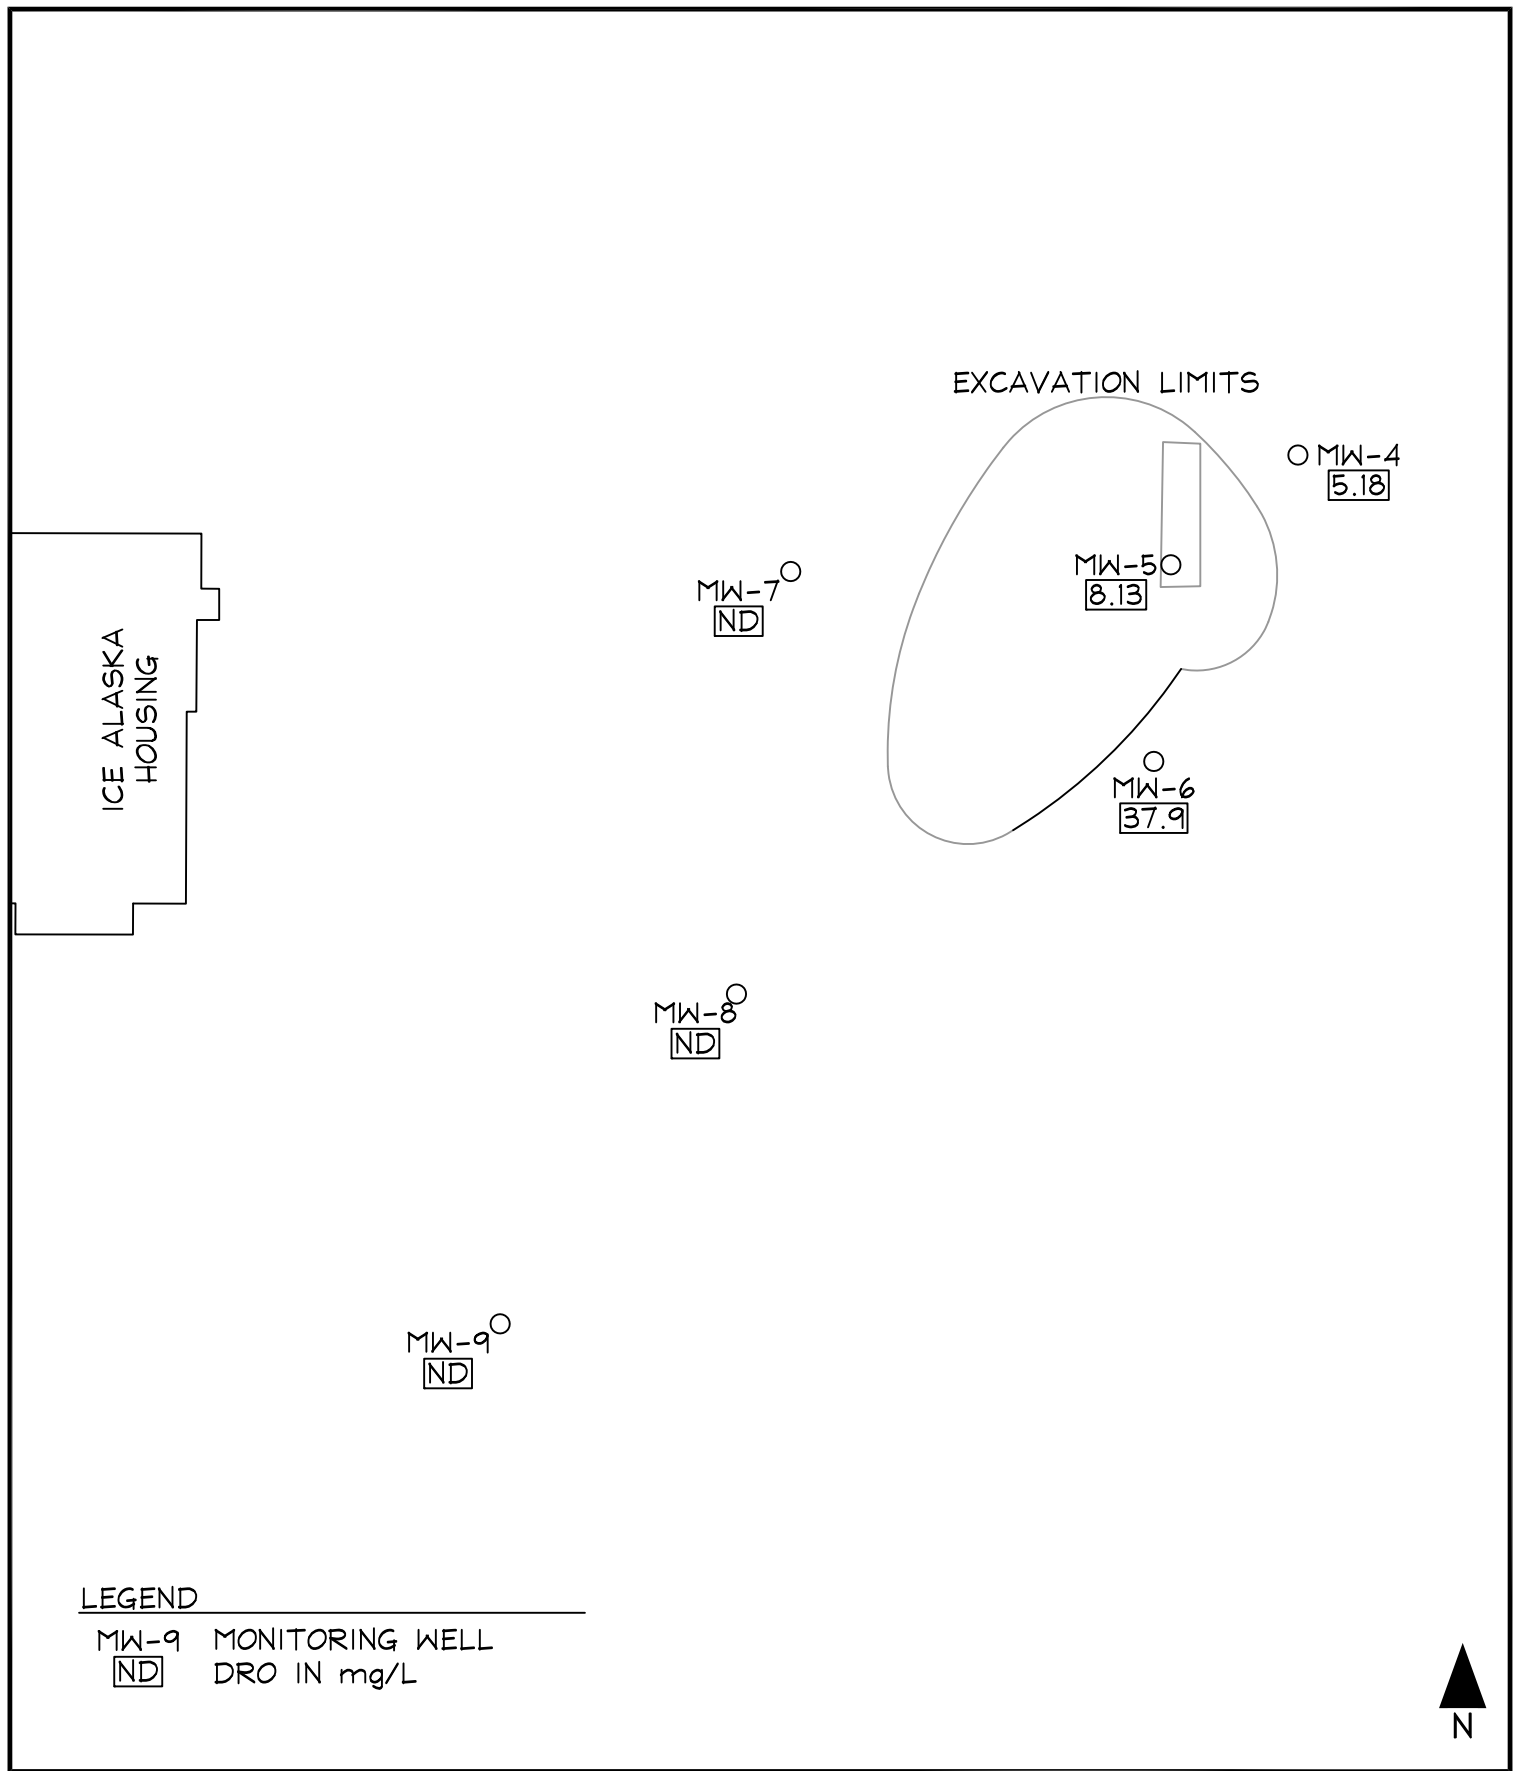 EXCAVATION LIMITS
MW-4
5.18
MW-5
8.13
MW-7
ND
ICE ALASKA
HOUSING
MW-6
37.9
MW-8
ND
MW-9
ND
LEGEND
MW-9 MONITORING WELL
ND DRO IN mg/L
N